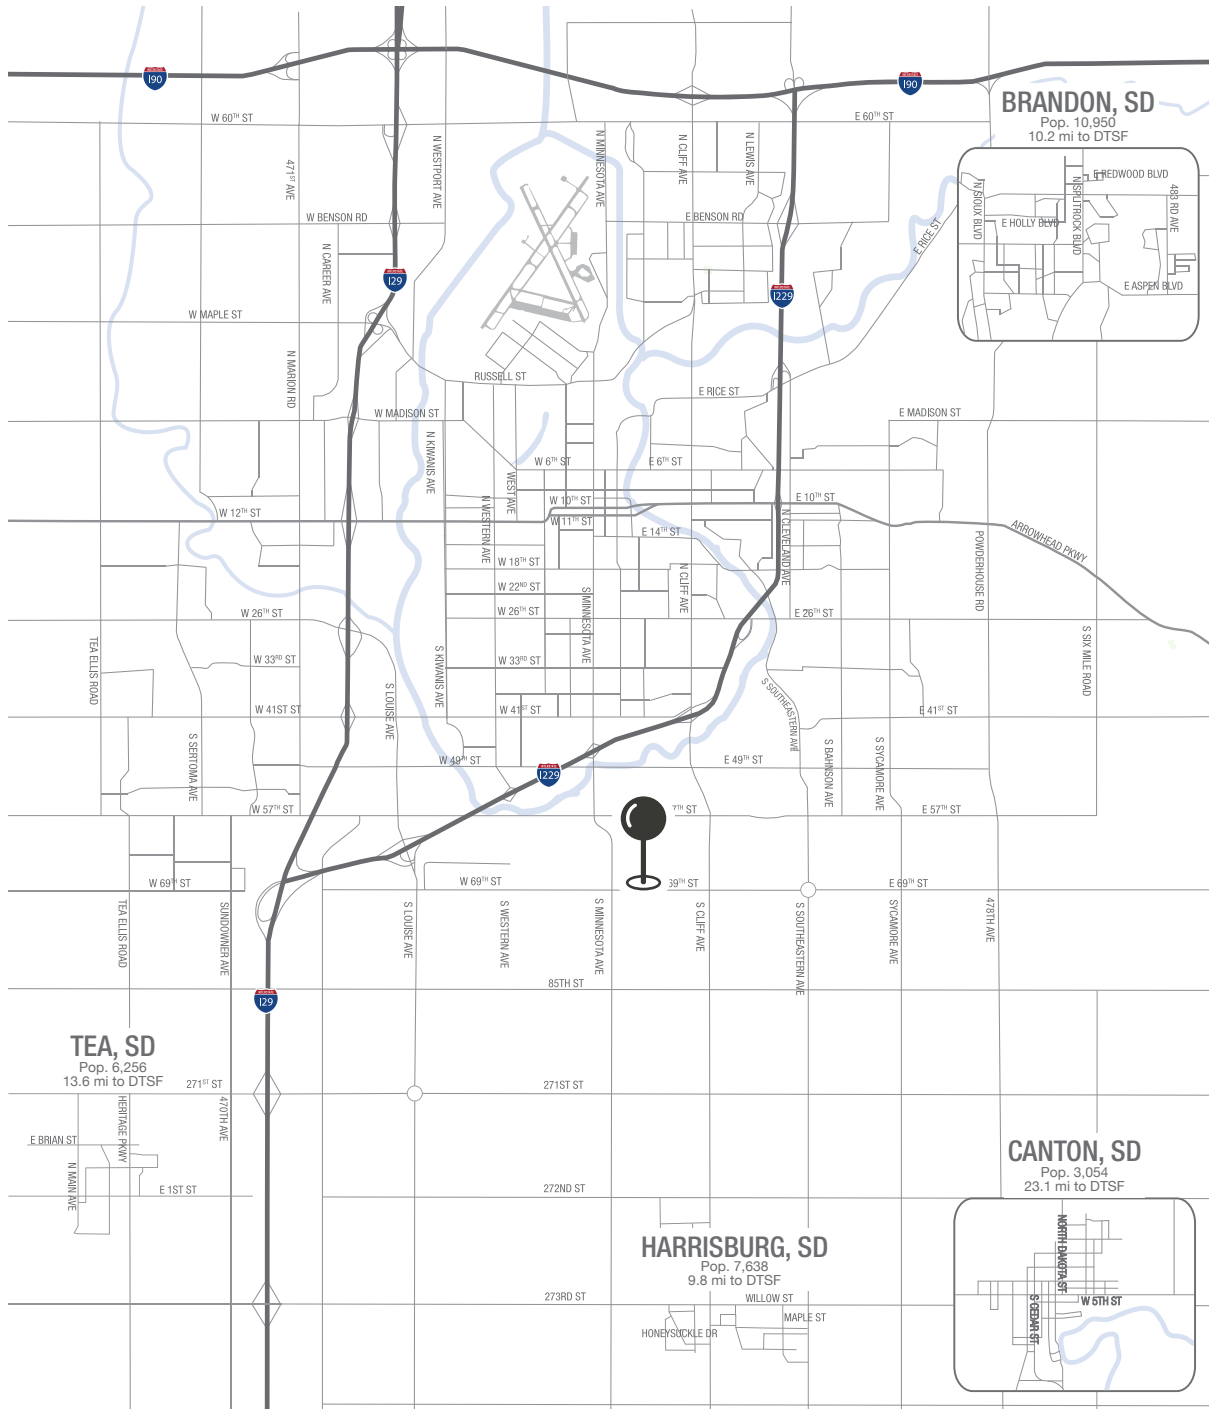 I90
I90
BRANDON, SD
Pop. 10,950
10.2 mi to DTSF
W 60TH ST
E 60TH ST
471ST AVE
N WESTPORT AVE
N MINNESOTA AVE
N CLIFF AVE
N LEWIS AVE
E REDWOOD BLVD
N SIOUX BLVD
N SPLITROCK BLVD
483 RD AVE
E HOLLY BLVD
E ASPEN BLVD
W BENSON RD
E BENSON RD
E RICE ST
N CAREER AVE
I29
I229
W MAPLE ST
N MARION RD
RUSSELL ST
E RICE ST
W MADISON ST
E MADISON ST
N KIWANIS AVE
W 6TH ST
E 6TH ST
WEST AVE
N WESTERN AVE
W 10TH ST
E 10TH ST
W 12TH ST
W 11TH ST
E 14TH ST
N CLEVELAND AVE
ARROWHEAD PKWY
POWDERHOUSE RD
W 18TH ST
N CLIFF AVE
W 22ND ST
S MINNESOTA AVE
W 26TH ST
W 26TH ST
E 26TH ST
TEA ELLIS ROAD
S SIX MILE ROAD
W 33RD ST
W 33RD ST
S KIWANIS AVE
S LOUISE AVE
S SOUTHEASTERN AVE
W 41ST ST
W 41ST ST
E 41ST ST
S SERTOMA AVE
S BAHNSON AVE
S SYCAMORE AVE
W 49TH ST
E 49TH ST
I229
W 57TH ST
7TH ST
E 57TH ST
W 69TH ST
W 69TH ST
69TH ST
E 69TH ST
TEA ELLIS ROAD
SUNDOWNER AVE
S LOUISE AVE
S WESTERN AVE
S MINNESOTA AVE
S CLIFF AVE
S SOUTHEASTERN AVE
SYCAMORE AVE
478TH AVE
85TH ST
I29
TEA, SD
Pop. 6,256
13.6 mi to DTSF
271ST ST
271ST ST
HERITAGE PKWY
470TH AVE
E BRIAN ST
N MAIN AVE
E 1ST ST
272ND ST
CANTON, SD
Pop. 3,054
23.1 mi to DTSF
NORTH DAKOTA ST
S CEDAR ST
W 5TH ST
HARRISBURG, SD
Pop. 7,638
9.8 mi to DTSF
273RD ST
WILLOW ST
MAPLE ST
HONEYSUCKLE DR